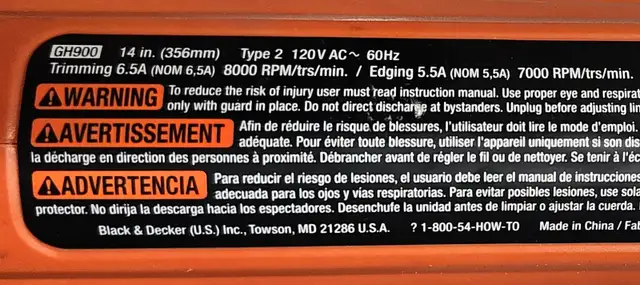 GH900 14 in. (356mm) Type 2 120V AC~ 60Hz
Trimming 6.5A (NOM 6,5A) 8000 RPM/trs/min. / Edging 5.5A (NOM 5,5A) 7000 RPM/trs/min.
WARNING To reduce the risk of injury user must read instruction manual. Use proper eye and
only with guard in place. Do not direct discharge at bystanders. Unplug before adjusting
AVERTISSEMENT Afin de réduire le risque de blessures, l'utilisateur doit lire le mode d'emploi.
adéquate. Pour éviter toute blessure, utiliser l'appareil uniquement si son
la décharge en direction des personnes à proximité. Débrancher avant de régler le fil ou de nettoyer. Se tenir à
ADVERTENCIA Para reducir el riesgo de lesiones, el usuario debe leer el manual de instrucciones
adecuada para los ojos y vías respiratorias. Para evitar posibles lesiones, use
protector. No dirija la descarga hacia los espectadores. Desenchufe la unidad antes de limpiar o ajustar la cuerda.
Black & Decker (U.S.) Inc., Towson, MD 21286 U.S.A. ? 1-800-54-HOW-TO Made in China /